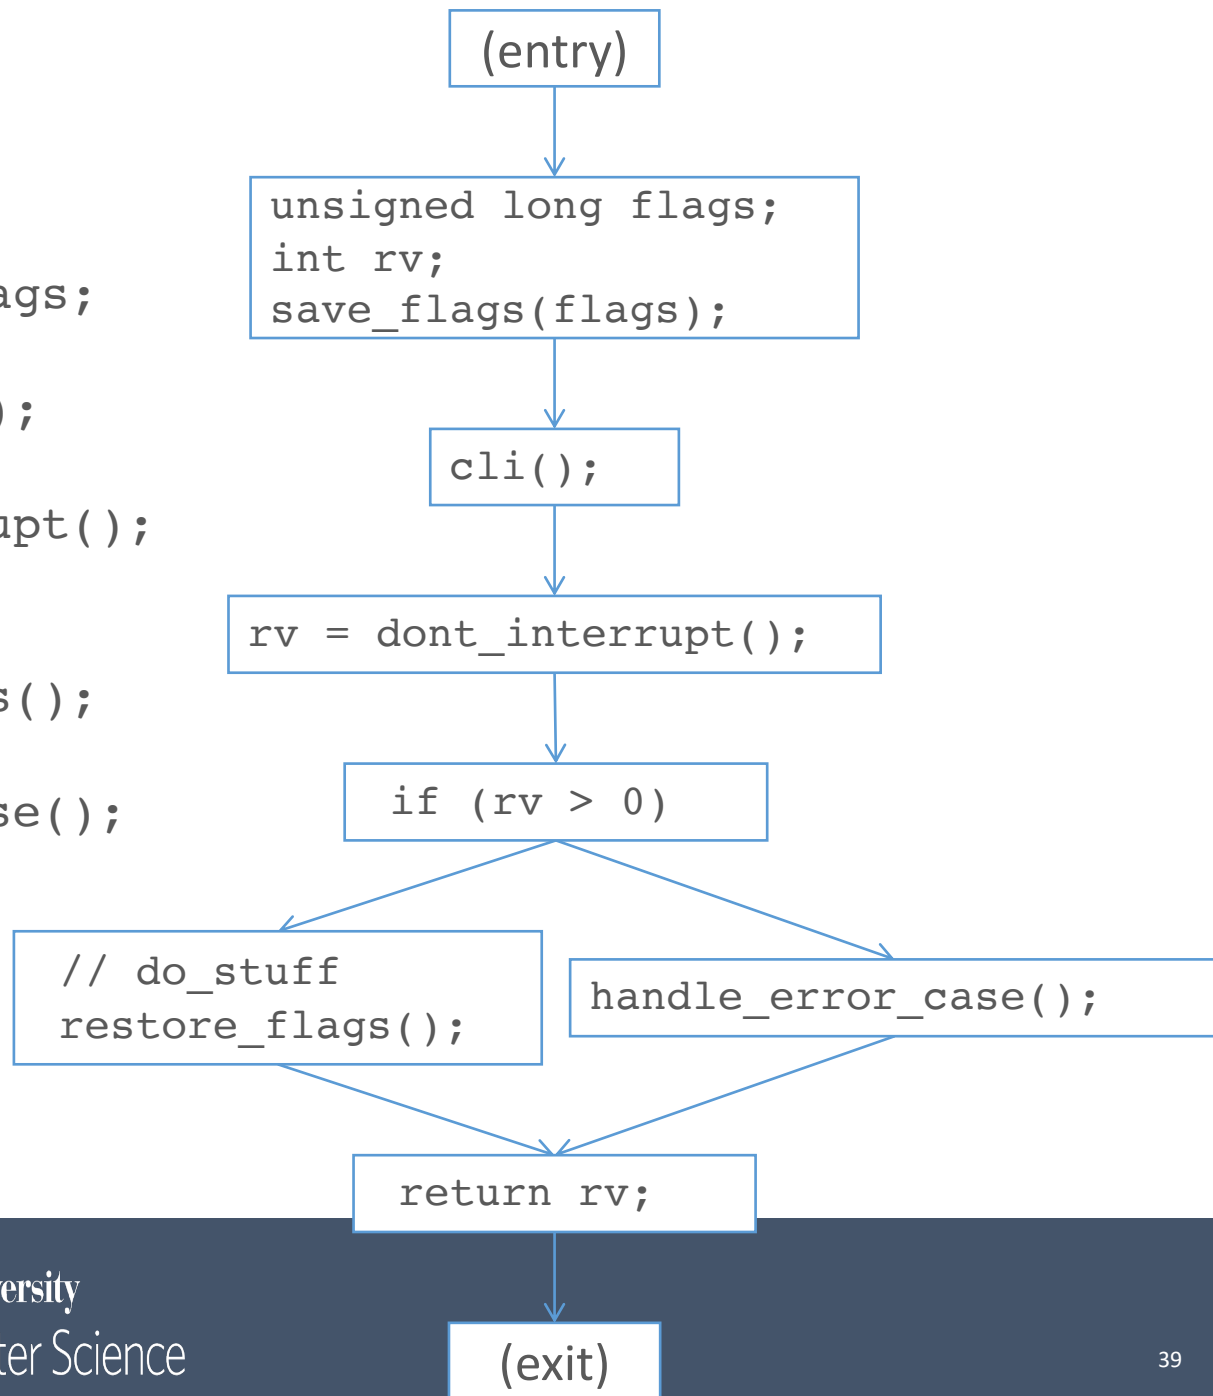 (entry)
unsigned long flags;
int rv;
save_flags(flags);
ags;
);
cli();
upt();
rv = dont_interrupt();
s();
if (rv > 0)
se();
// do_stuff
restore_flags();
handle_error_case();
return rv;
ersity
ter Science
(exit)
39